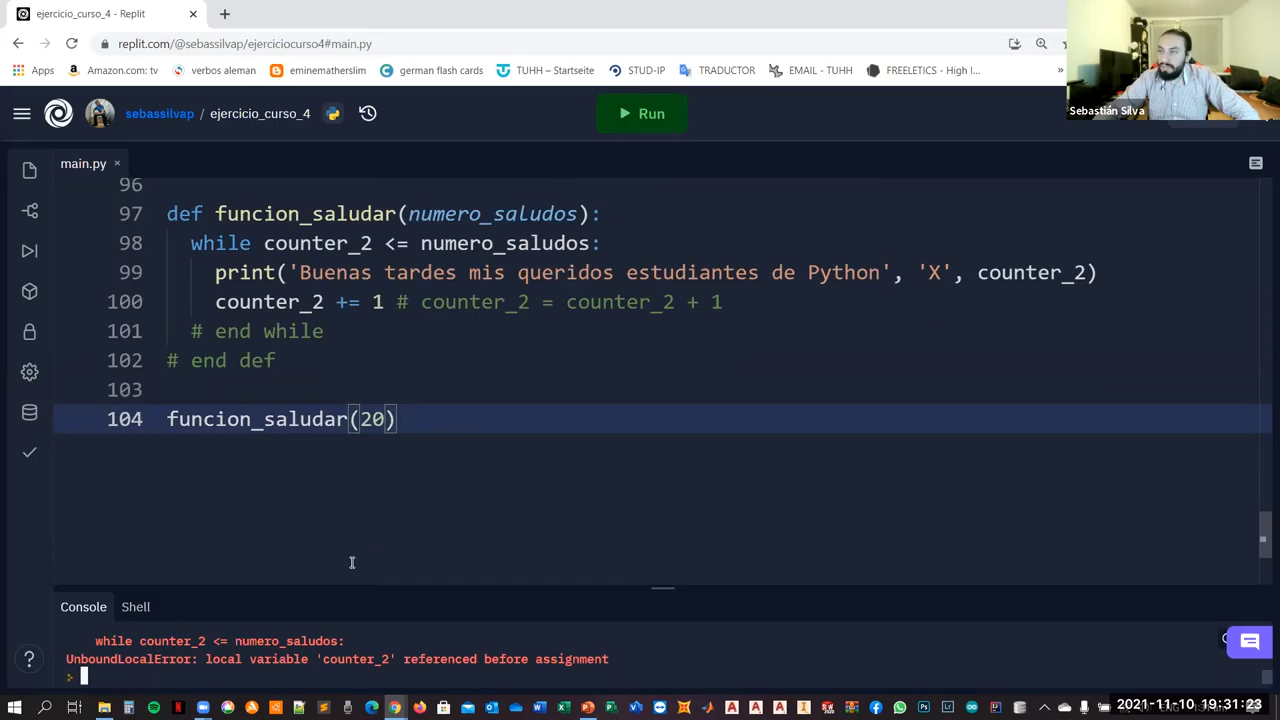 ejercicio_curso_4 - Replit
replit.com/@sebassilvap/ejerciciocurso4#main.py
Apps
Amazon.com: tv
verbos aleman
eminematherslim
german flash cards
TUHH – Startseite
STUD-IP
TRADUCTOR
EMAIL - TUHH
FREELETICS - High I...
»
Sebastián Silva
sebassilvap / ejercicio_curso_4
Run
main.py
96
97 def funcion_saludar(numero_saludos):
98 while counter_2 <= numero_saludos:
99 print('Buenas tardes mis queridos estudiantes de Python', 'X', counter_2)
100 counter_2 += 1 # counter_2 = counter_2 + 1
101 # end while
102 # end def
103
104 funcion_saludar(20)
Console
Shell
while counter_2 <= numero_saludos:
UnboundLocalError: local variable 'counter_2' referenced before assignment
2021-11-10 19:31:23